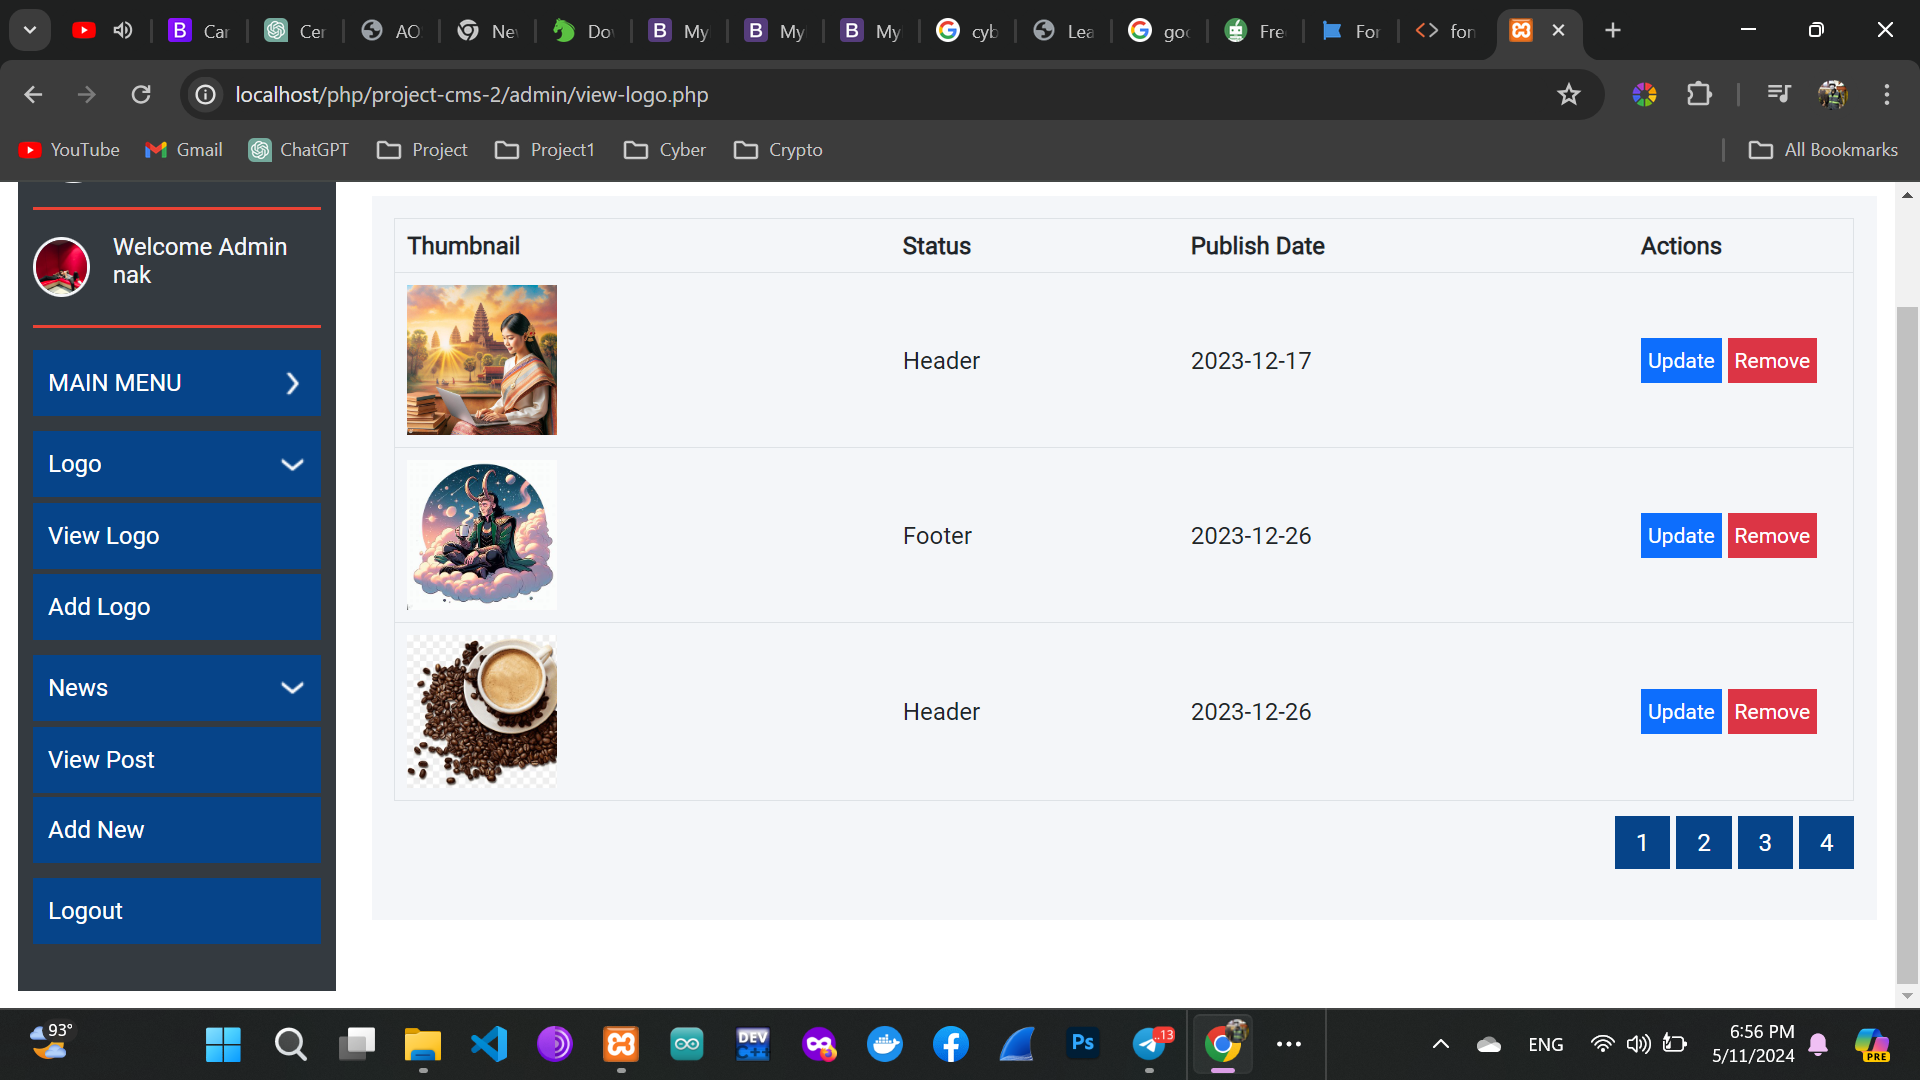 Car
Cer
AO
Ne
Do
My
My
My
cyb
Lea
goo
Fre
For
fon
localhost/php/project-cms-2/admin/view-logo.php
YouTube
Gmail
ChatGPT
Project
Project1
Cyber
Crypto
All Bookmarks
Welcome Admin
nak
MAIN MENU
Logo
View Logo
Add Logo
News
View Post
Add New
Logout
Thumbnail Status Publish Date Actions
Header 2023-12-17 Update Remove
Footer 2023-12-26 Update Remove
Header 2023-12-26 Update Remove
1 2 3 4
93°
DEV
C++
Ps
..13
ENG
6:56 PM
5/11/2024
PRE